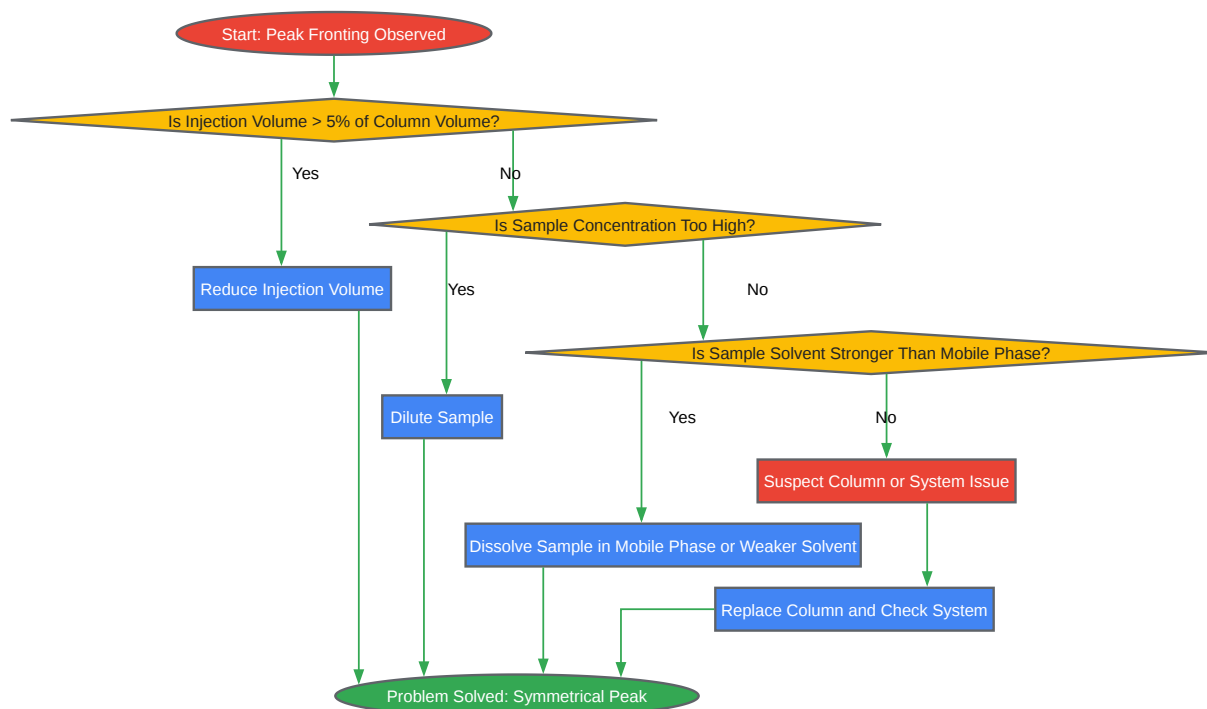 Start: Peak Fronting Observed
Is Injection Volume > 5% of Column Volume?
Yes
No
Is Sample Concentration Too High?
Reduce Injection Volume
Yes
No
Is Sample Solvent Stronger Than Mobile Phase?
Dilute Sample
Yes
No
Suspect Column or System Issue
Dissolve Sample in Mobile Phase or Weaker Solvent
Replace Column and Check System
Problem Solved: Symmetrical Peak